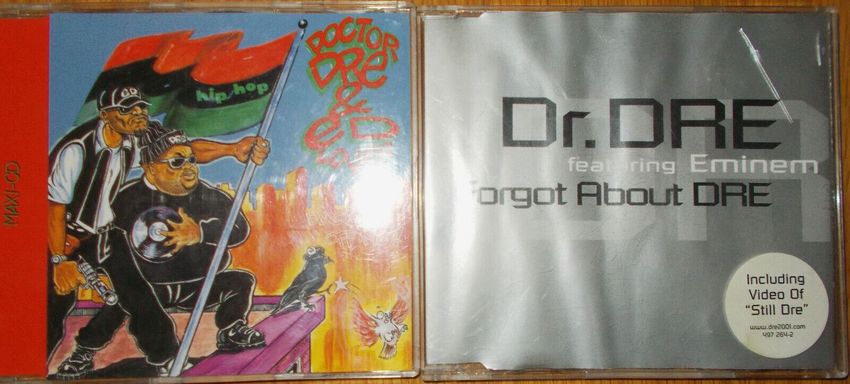 MAXI-CD
hip-hop
DOCTOR
DRE
&
Dr. DRE
featuring Eminem
Forgot About DRE
Including
Video Of
"Still Dre"
www.dre2001.com
497 264-2